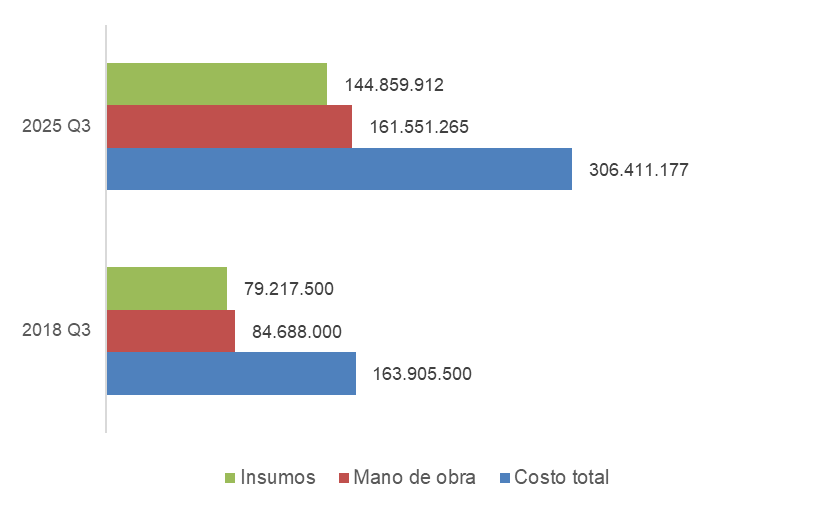 144.859.912
2025 Q3
161.551.265
306.411.177
79.217.500
2018 Q3
84.688.000
163.905.500
Insumos
Mano de obra
Costo total